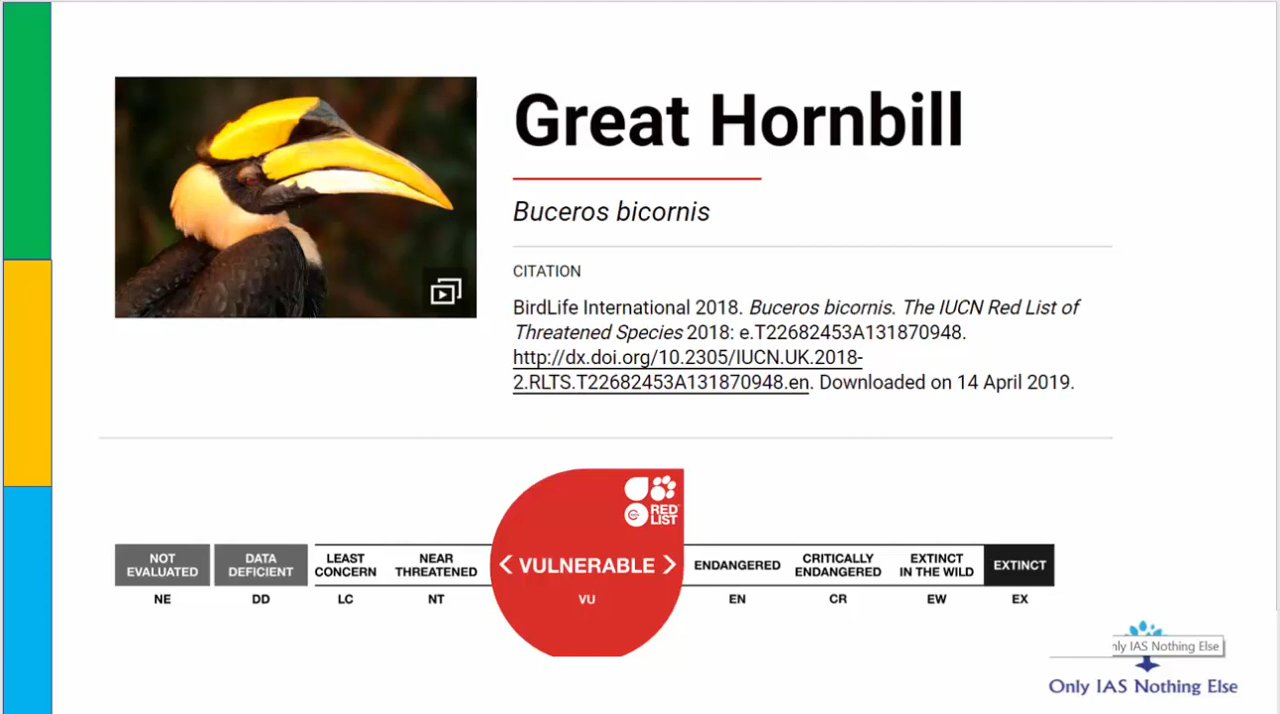 Great Hornbill
Buceros bicornis
CITATION
BirdLife International 2018. Buceros bicornis. The IUCN Red List of
Threatened Species 2018: e.T22682453A131870948.
http://dx.doi.org/10.2305/IUCN.UK.2018-
2.RLTS.T22682453A131870948.en. Downloaded on 14 April 2019.
RED
LIST
NOT
EVALUATED
NE
DATA
DEFICIENT
DD
LEAST
CONCERN
LC
NEAR
THREATENED
NT
< VULNERABLE >
VU
ENDANGERED
EN
CRITICALLY
ENDANGERED
CR
EXTINCT
IN THE WILD
EW
EXTINCT
EX
nly IAS Nothing Else
Only IAS Nothing Else